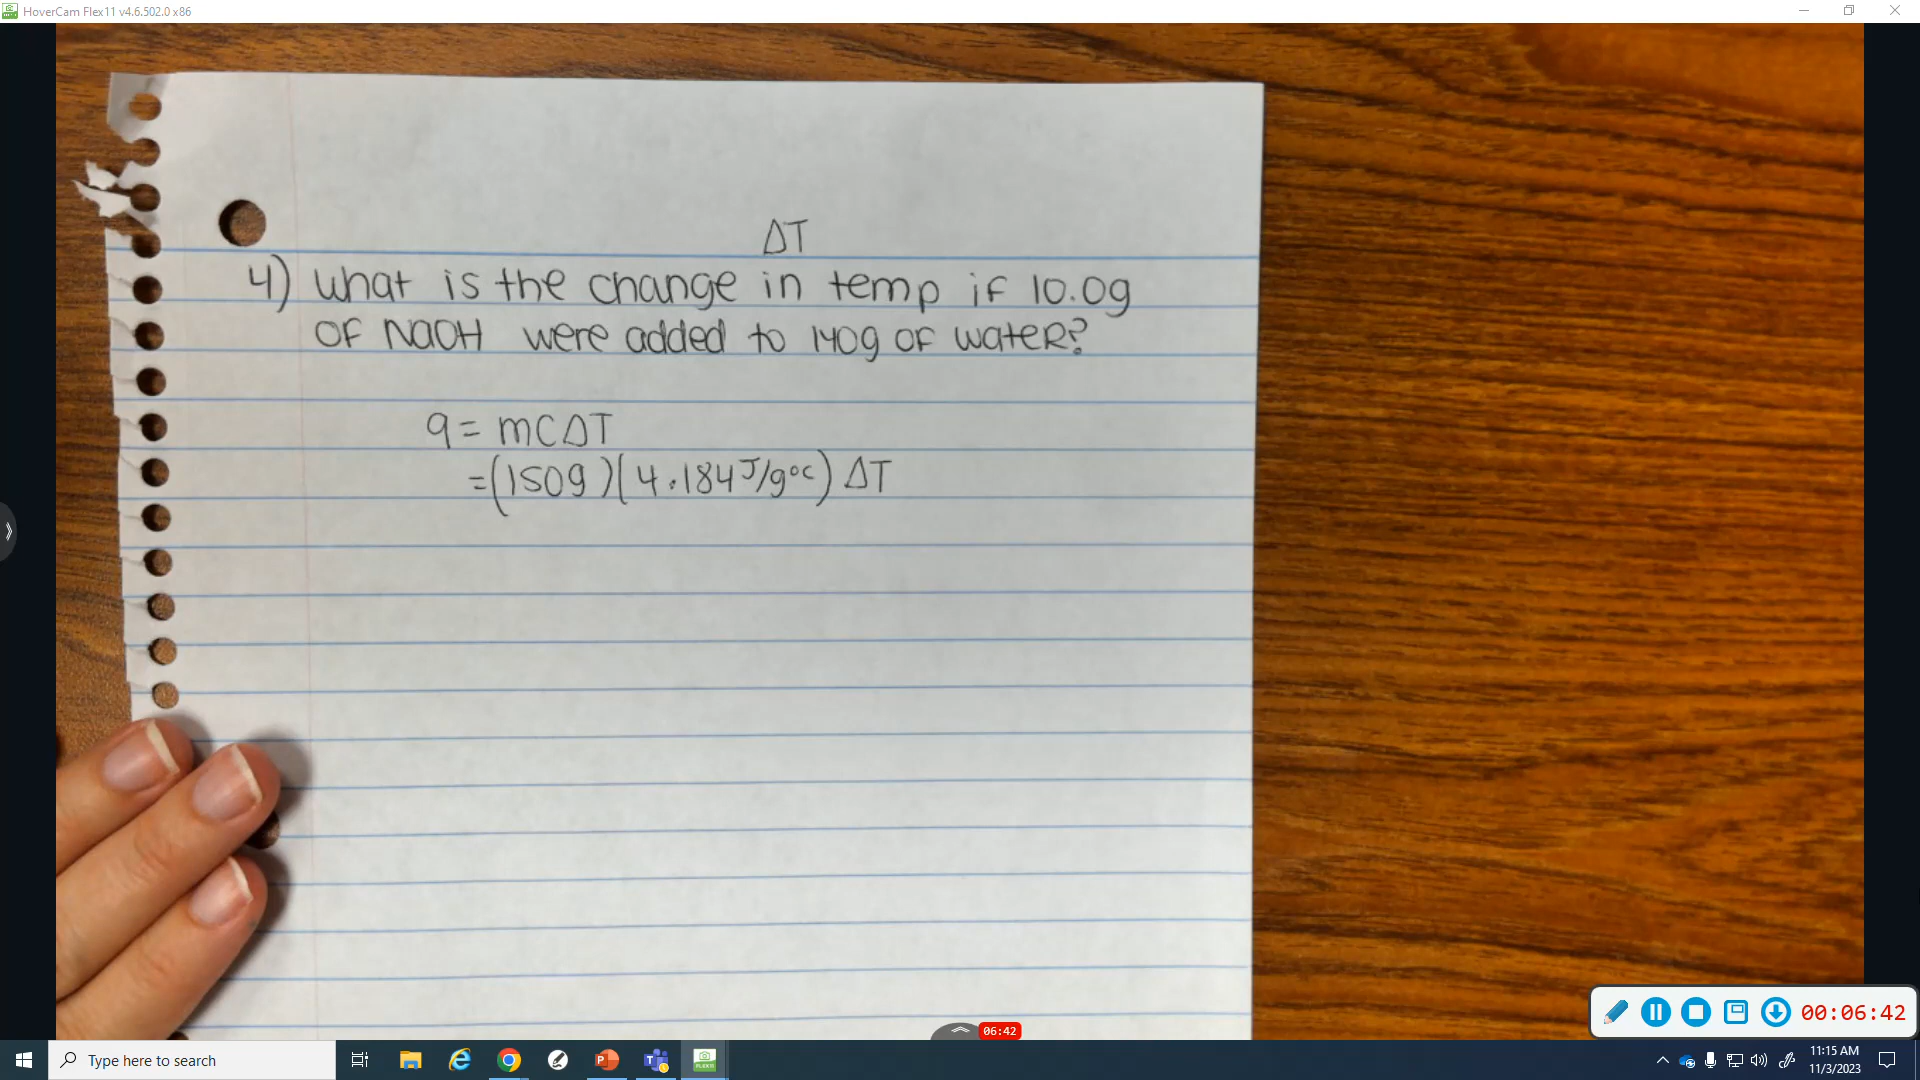 HoverCam Flex11 v4.6.502.0 x86
ΔT
4) What is the change in temp if 10.0g
of NaOH were added to 140g of water?
q = mCΔT
=(150g)(4.184J/g°C) ΔT
06:42
00:06:42
Type here to search
11:15 AM
11/3/2023